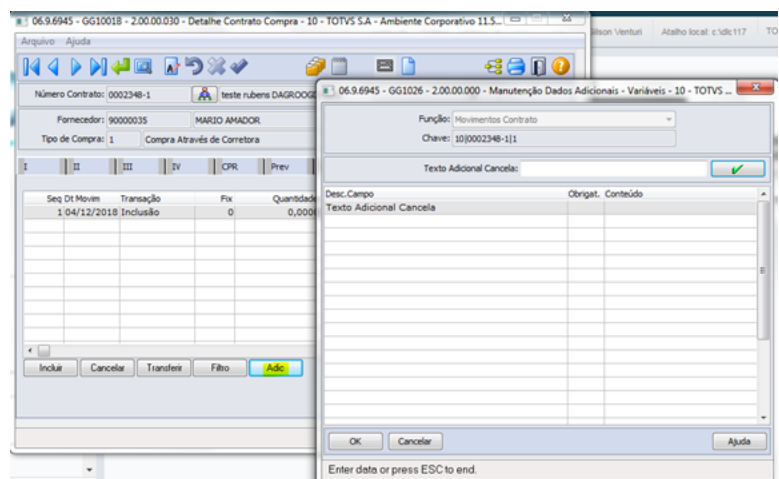 06.9.6945 - GG10018 - 2.00.00.030 - Detalhe Contrato Compra - 10 - TOTVS S.A - Ambiente Corporativo 11.5...
Venturi
Atalho local: c:\dlc117
Arquivo Ajuda
Número Contrato: 0002348-1 teste rubens DAGROOGD
Fornecedor: 90000035 MARIO AMADOR
Tipo de Compra: 1 Compra Através de Corretora
I II III IV CPR Prev
Seq Dt Movim Transação Fix Quantidade
1 04/12/2018 Inclusão 0 0,0000
Incluir Cancelar Transferir Filtro Adic
06.9.6945 - GG1026 - 2.00.00.000 - Manutenção Dados Adicionais - Variáveis - 10 - TOTVS ...
Função: Movimentos Contrato
Chave: 10|0002348-1|1
Texto Adicional Cancela:
Desc.Campo Obrigat. Conteúdo
Texto Adicional Cancela
OK Cancelar Ajuda
Enter data or press ESC to end.